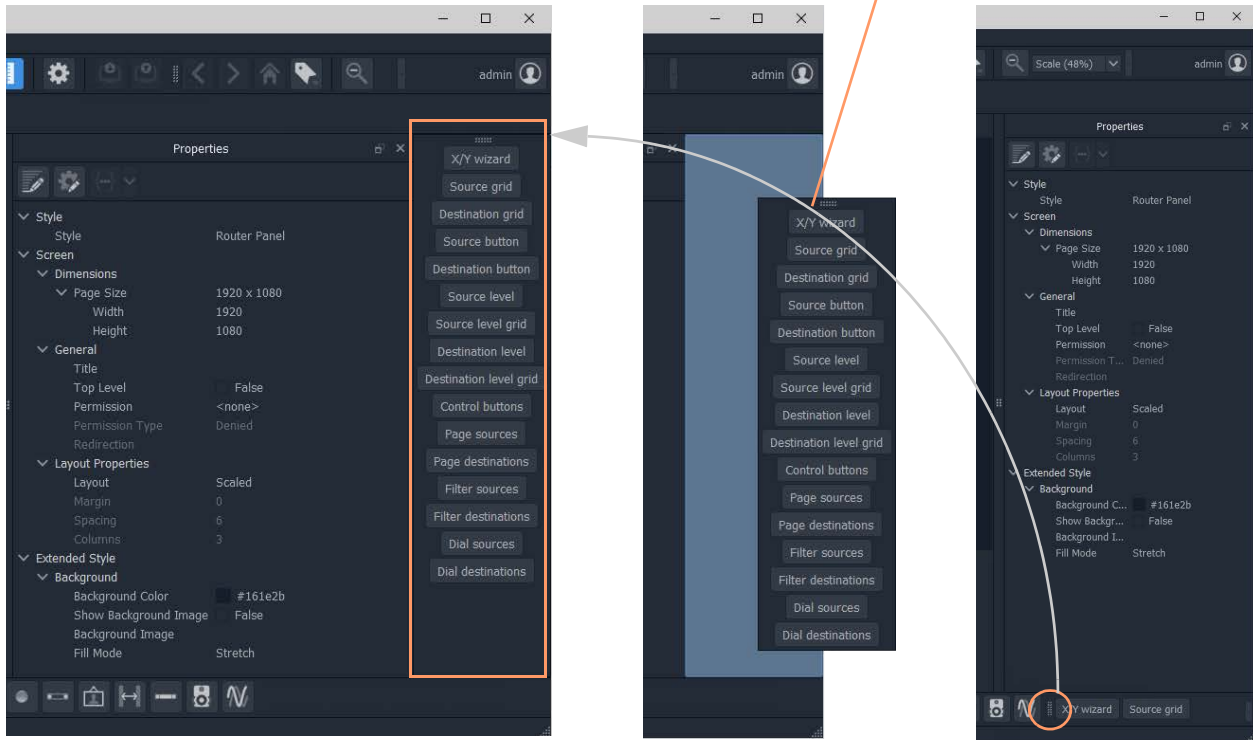 admin
Properties
Style
Style Router Panel
Screen
Dimensions
Page Size 1920 x 1080
Width 1920
Height 1080
General
Title
Top Level False
Permission <none>
Permission Type Denied
Redirection
Layout Properties
Layout Scaled
Margin 0
Spacing 6
Columns 3
Extended Style
Background
Background Color #161e2b
Show Background Image False
Background Image
Fill Mode Stretch
X/Y wizard
Source grid
Destination grid
Source button
Destination button
Source level
Source level grid
Destination level
Destination level grid
Control buttons
Page sources
Page destinations
Filter sources
Filter destinations
Dial sources
Dial destinations
admin
X/Y wizard
Source grid
Destination grid
Source button
Destination button
Source level
Source level grid
Destination level
Destination level grid
Control buttons
Page sources
Page destinations
Filter sources
Filter destinations
Dial sources
Dial destinations
Scale (48%) admin
Properties
Style
Style Router Panel
Screen
Dimensions
Page Size 1920 x 1080
Width 1920
Height 1080
General
Title
Top Level False
Permission <none>
Permission T... Denied
Redirection
Layout Properties
Layout Scaled
Margin 0
Spacing 6
Columns 3
Extended Style
Background
Background C... #161e2b
Show Backgr... False
Background I...
Fill Mode Stretch
X/Y wizard Source grid